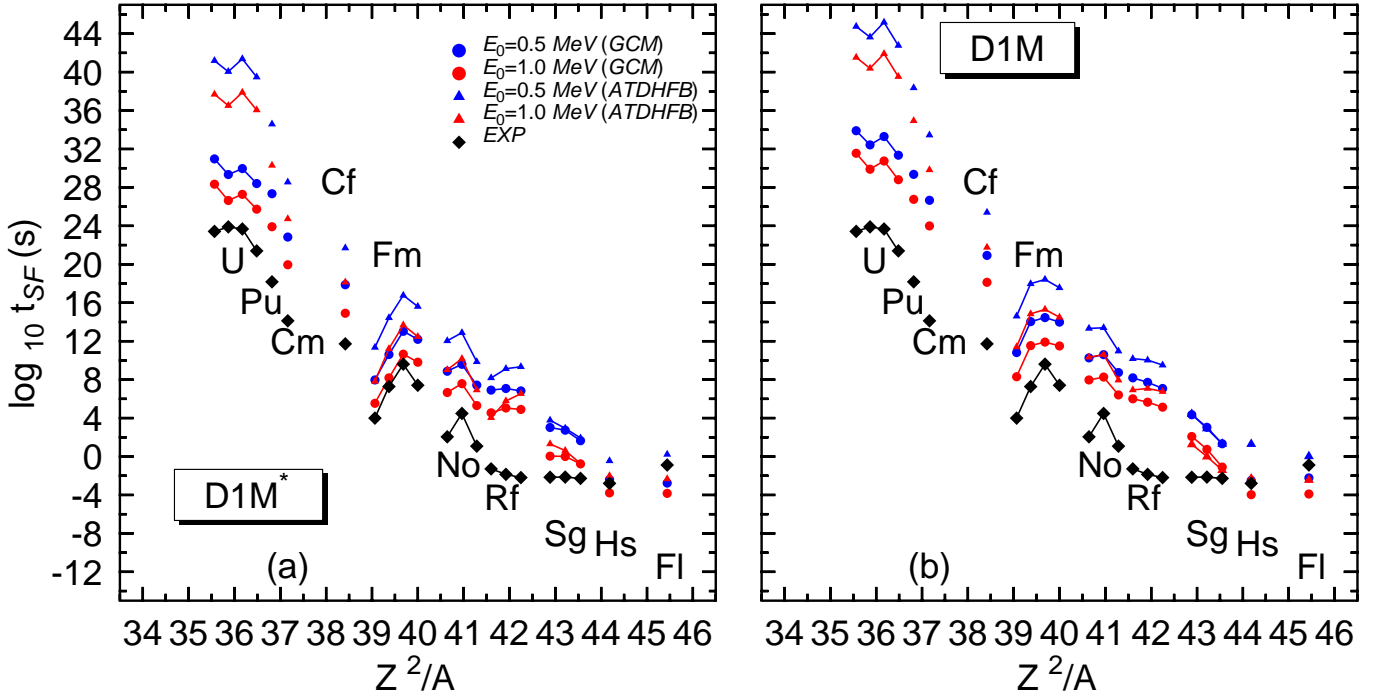 log 10 tSF (s)
44
40
36
32
28
24
20
16
12
8
4
0
-4
-8
-12
E0=0.5 MeV (GCM)
E0=1.0 MeV (GCM)
E0=0.5 MeV (ATDHFB)
E0=1.0 MeV (ATDHFB)
EXP
Cf
Fm
U
Pu
Cm
No
Rf
Sg
Hs
Fl
D1M*
(a)
34 35 36 37 38 39 40 41 42 43 44 45 46
Z 2/A
D1M
Cf
Fm
U
Pu
Cm
No
Rf
Sg
Hs
Fl
(b)
34 35 36 37 38 39 40 41 42 43 44 45 46
Z 2/A